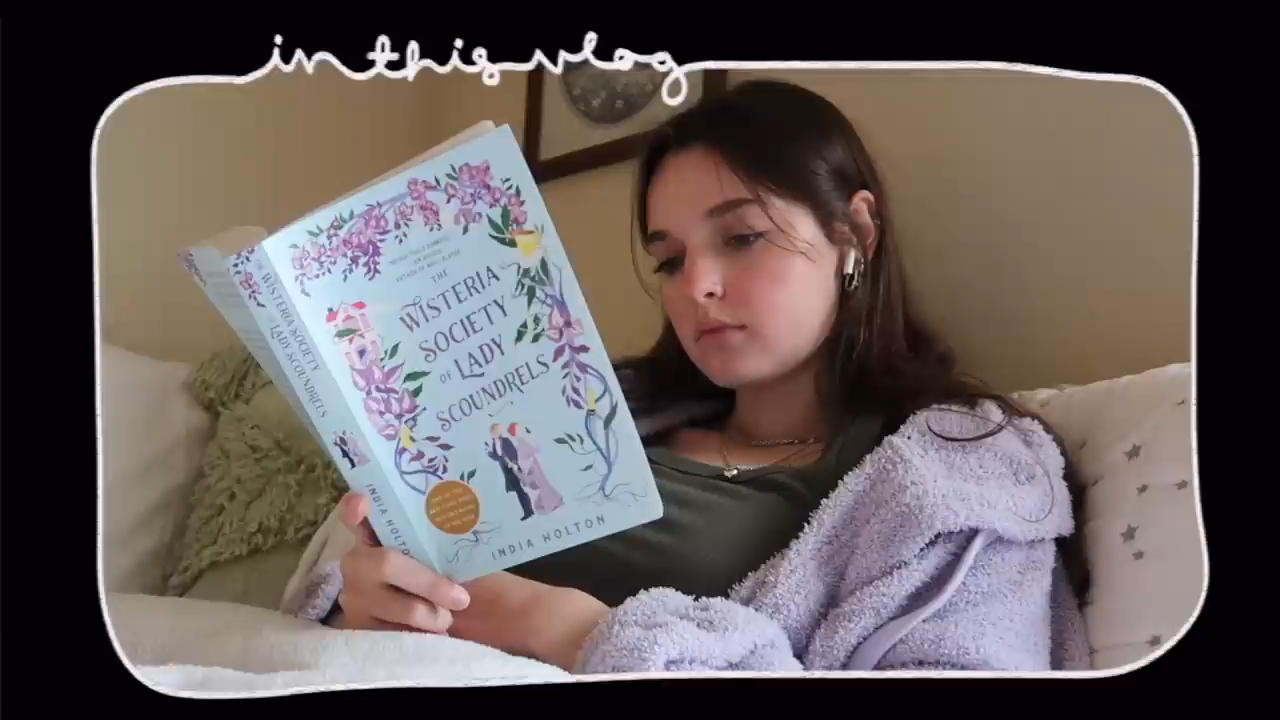 in this vlog
THE
WISTERIA
SOCIETY
OF LADY
SCOUNDRELS
INDIA HOLTON
THE WISTERIA SOCIETY
OF LADY SCOUNDRELS
INDIA HOLTON